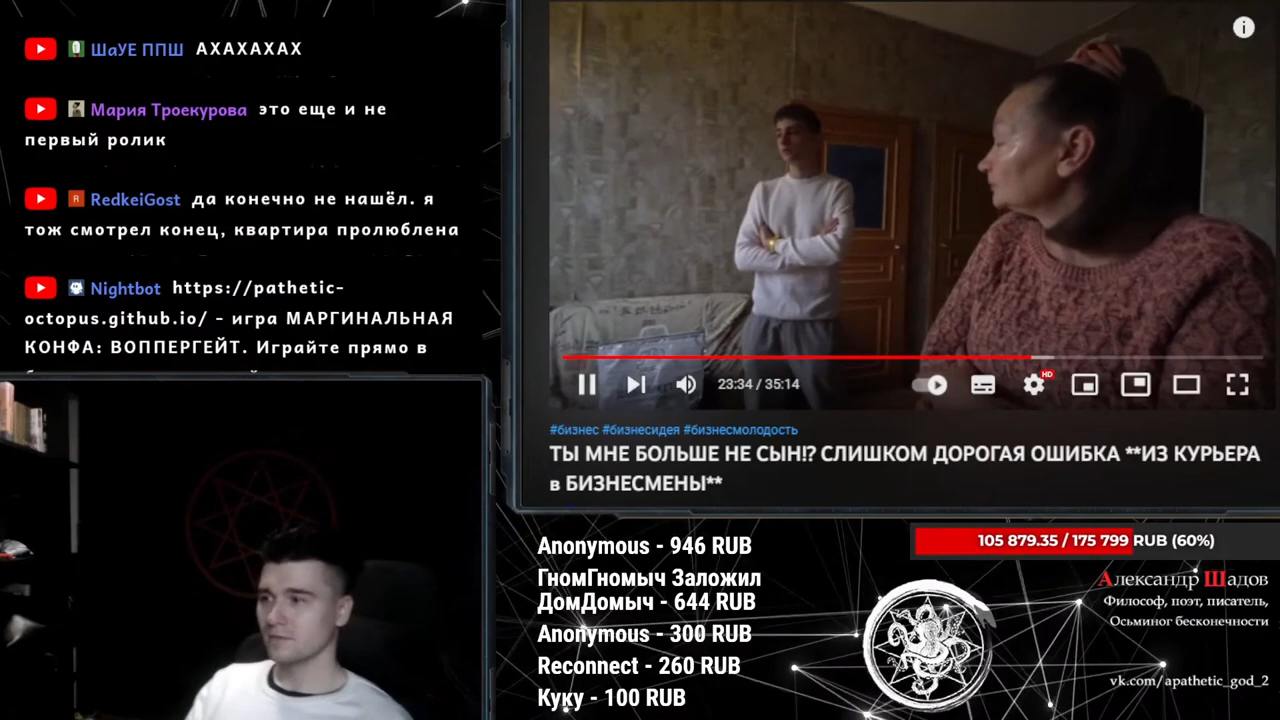 ШаУЕ ППШ АХАХАХАХ
Мария Троекурова это еще и не
первый ролик
RedkeiGost да конечно не нашёл. я
тож смотрел конец, квартира пролюблена
Nightbot https://pathetic-
octopus.github.io/ - игра МАРГИНАЛЬНАЯ
КОНФА: ВОППЕРГЕЙТ. Играйте прямо в
23:34 / 35:14
HD
#бизнес #бизнесидея #бизнесмолодость
ТЫ МНЕ БОЛЬШЕ НЕ СЫН!? СЛИШКОМ ДОРОГАЯ ОШИБКА **ИЗ КУРЬЕРА
в БИЗНЕСМЕНЫ**
Anonymous - 946 RUB
ГномГномыч Заложил
ДомДомыч - 644 RUB
Anonymous - 300 RUB
Reconnect - 260 RUB
Куку - 100 RUB
105 879.35 / 175 799 RUB (60%)
Александр Шадов
Философ, поэт, писатель,
Осьминог бесконечности
vk.com/apathetic_god_2